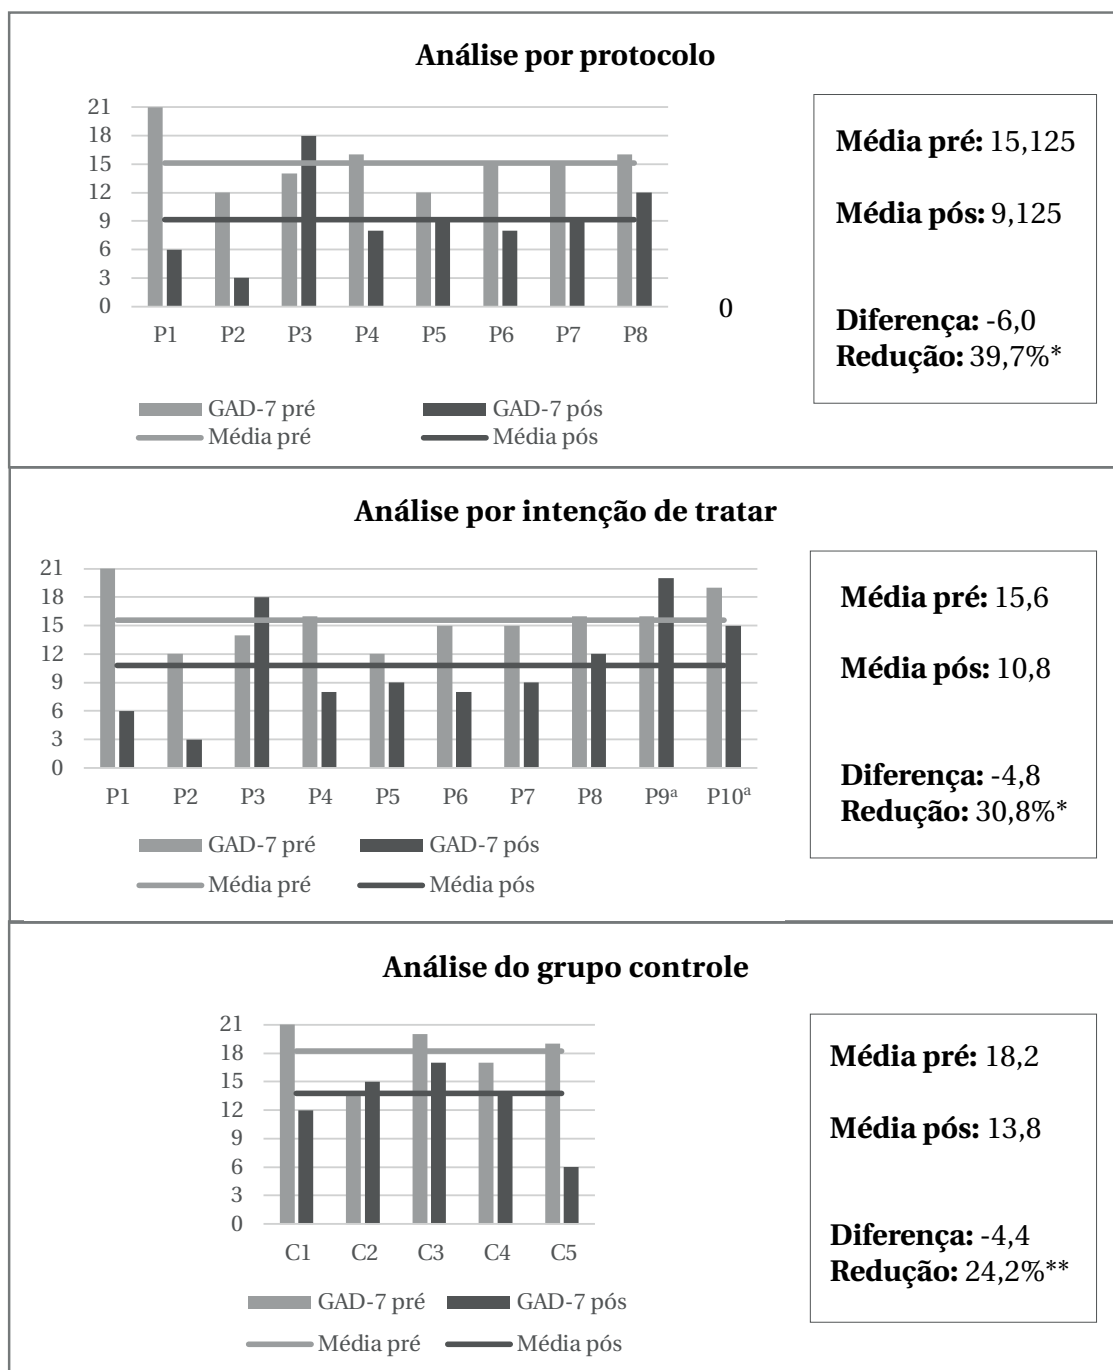 Análise por protocolo
21
18
15
12
9
6
3
0
P1 P2 P3 P4 P5 P6 P7 P8
0
GAD-7 pré GAD-7 pós
Média pré Média pós
Média pré: 15,125
Média pós: 9,125
Diferença: -6,0
Redução: 39,7%*
Análise por intenção de tratar
21
18
15
12
9
6
3
0
P1 P2 P3 P4 P5 P6 P7 P8 P9ª P10ª
GAD-7 pré GAD-7 pós
Média pré Média pós
Média pré: 15,6
Média pós: 10,8
Diferença: -4,8
Redução: 30,8%*
Análise do grupo controle
21
18
15
12
9
6
3
0
C1 C2 C3 C4 C5
GAD-7 pré GAD-7 pós
Média pré Média pós
Média pré: 18,2
Média pós: 13,8
Diferença: -4,4
Redução: 24,2%**